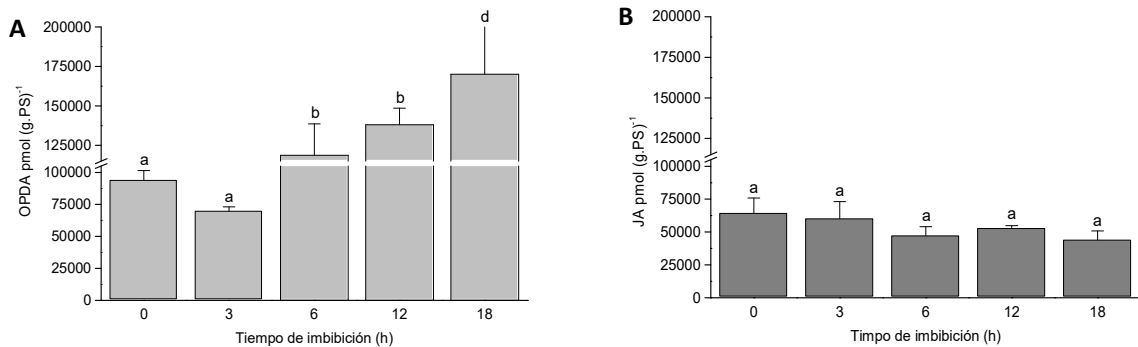 A
OPDA pmol (g.PS)⁻¹
200000
175000
150000
125000
100000
75000
50000
25000
0
a
a
b
b
d
0 3 6 12 18
Tiempo de imbibición (h)
B
JA pmol (g.PS)⁻¹
200000
175000
150000
125000
100000
75000
50000
25000
0
a
a
a
a
a
0 3 6 12 18
Timpo de imbibición (h)